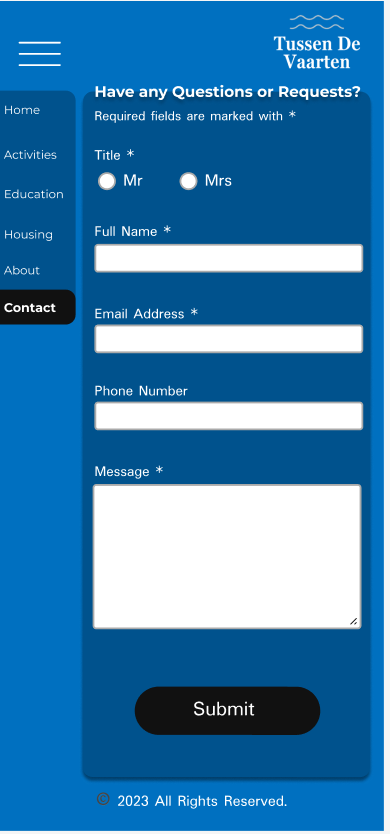 Tussen De
Vaarten
Home
Activities
Education
Housing
About
Contact
Have any Questions or Requests?
Required fields are marked with *
Title *
Mr Mrs
Full Name *
Email Address *
Phone Number
Message *
Submit
© 2023 All Rights Reserved.